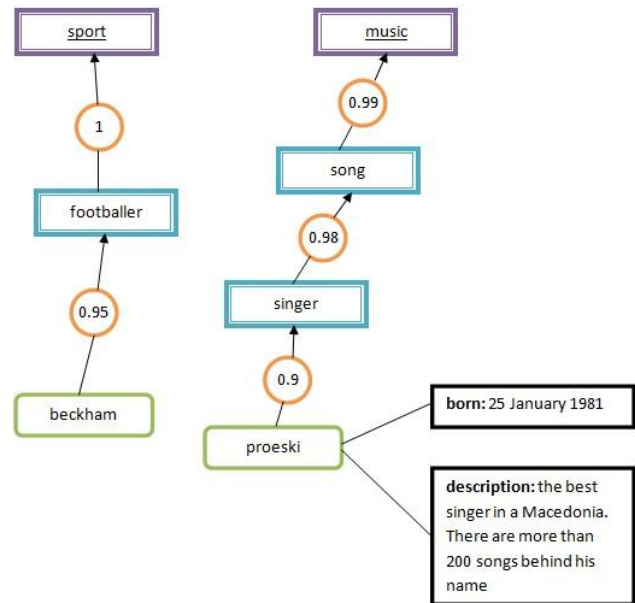 sport
music
0.99
1
song
footballer
0.98
singer
0.95
0.9
beckham
proeski
born: 25 January 1981
description: the best
singer in a Macedonia.
There are more than
200 songs behind his
name